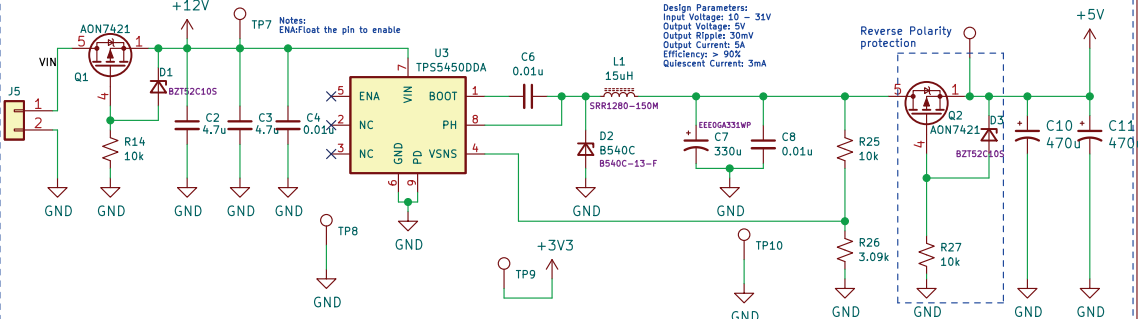 +12V
AON7421
5
1
VIN
Q1
4
TP7
Notes:
ENA:Float the pin to enable
D1
BZT52C10S
J5
1
2
R14
10k
C2
4.7u
C3
4.7u
C4
0.01u
GND
GND
GND
GND
GND
U3
TPS5450DDA
7
VIN
5
ENA
BOOT
1
2
NC
PH
8
3
NC
VSNS
4
GND
PD
6
9
GND
C6
0.01u
L1
15uH
SRR1280-150M
D2
B540C
B540C-13-F
GND
EEE0GA331WP
+
C7
330u
C8
0.01u
GND
Design Parameters:
Input Voltage: 10 - 31V
Output Voltage: 5V
Output Ripple: 30mV
Output Current: 5A
Efficiency: > 90%
Quiescent Current: 3mA
R25
10k
R26
3.09k
GND
Reverse Polarity
protection
5
1
Q2
AON7421
4
D3
BZT52C10S
R27
10k
GND
+5V
+
C10
470u
+
C11
470
GND
GND
TP8
GND
TP9
+3V3
TP10
GND